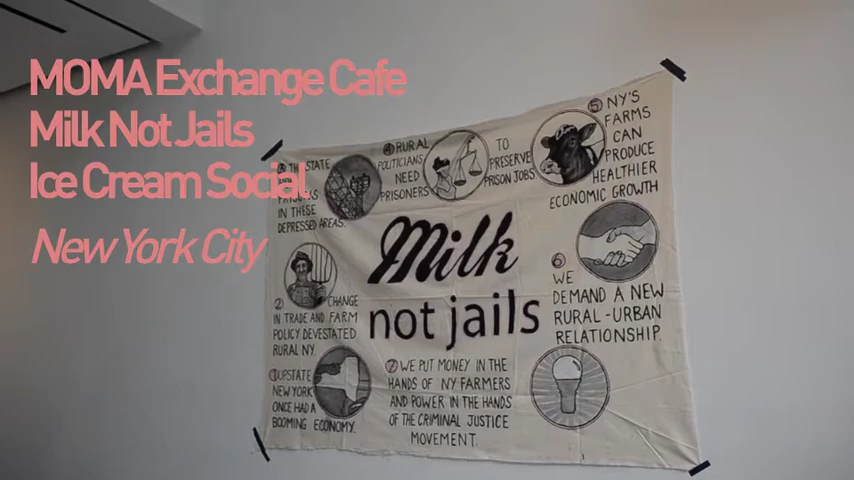 MOMA Exchange Cafe
Milk Not Jails
Ice Cream Social
New York City
Milk
not jails
① UPSTATE
NEW YORK
ONCE HAD A
BOOMING ECONOMY.
② CHANGE
IN TRADE AND FARM
POLICY DEVESTATED
RURAL NY.
THE STATE
PRISONS
IN THESE
DEPRESSED AREAS.
④ RURAL
POLITICIANS
NEED
PRISONERS
TO
PRESERVE
PRISON JOBS.
⑤ NY'S
FARMS
CAN
PRODUCE
HEALTHIER
ECONOMIC GROWTH
⑥
WE
DEMAND A NEW
RURAL-URBAN
RELATIONSHIP.
⑦ WE PUT MONEY IN THE
HANDS OF NY FARMERS
AND POWER IN THE HANDS
OF THE CRIMINAL JUSTICE
MOVEMENT.